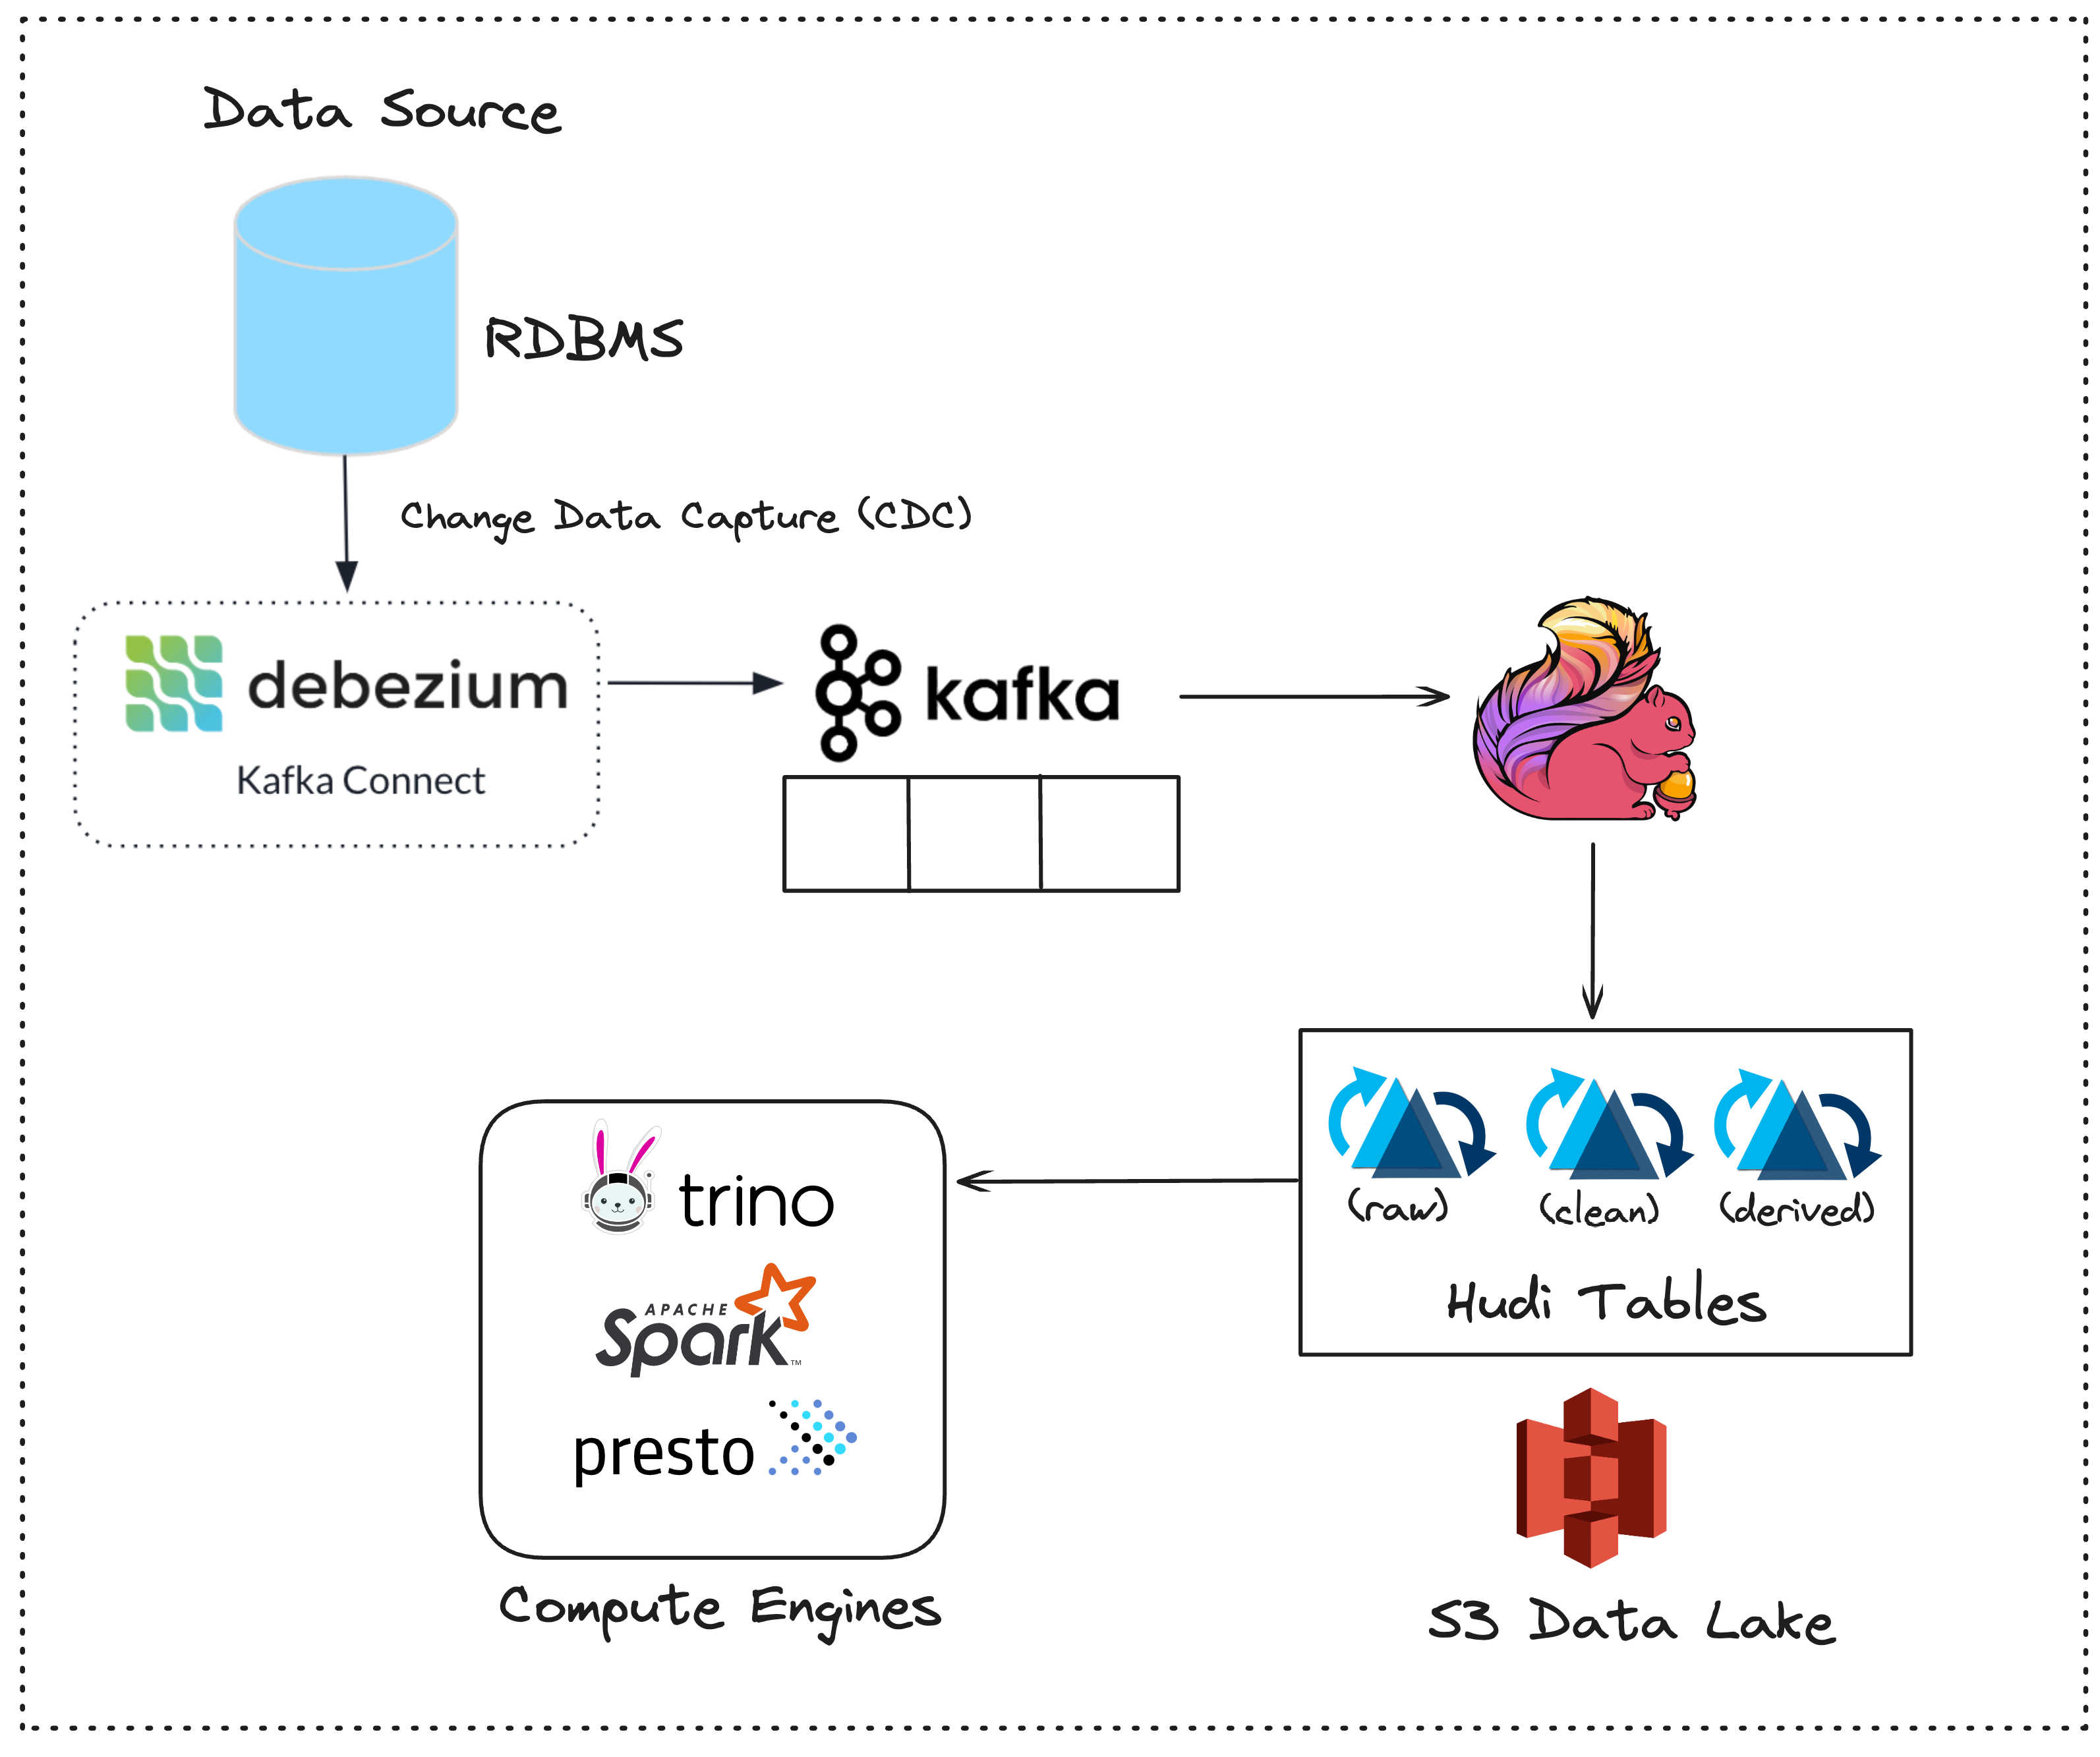 Data Source
RDBMS
Change Data Capture (CDC)
debezium
Kafka Connect
kafka
(raw)
(clean)
(derived)
Hudi Tables
trino
APACHE
Spark™
presto
Compute Engines
S3 Data Lake